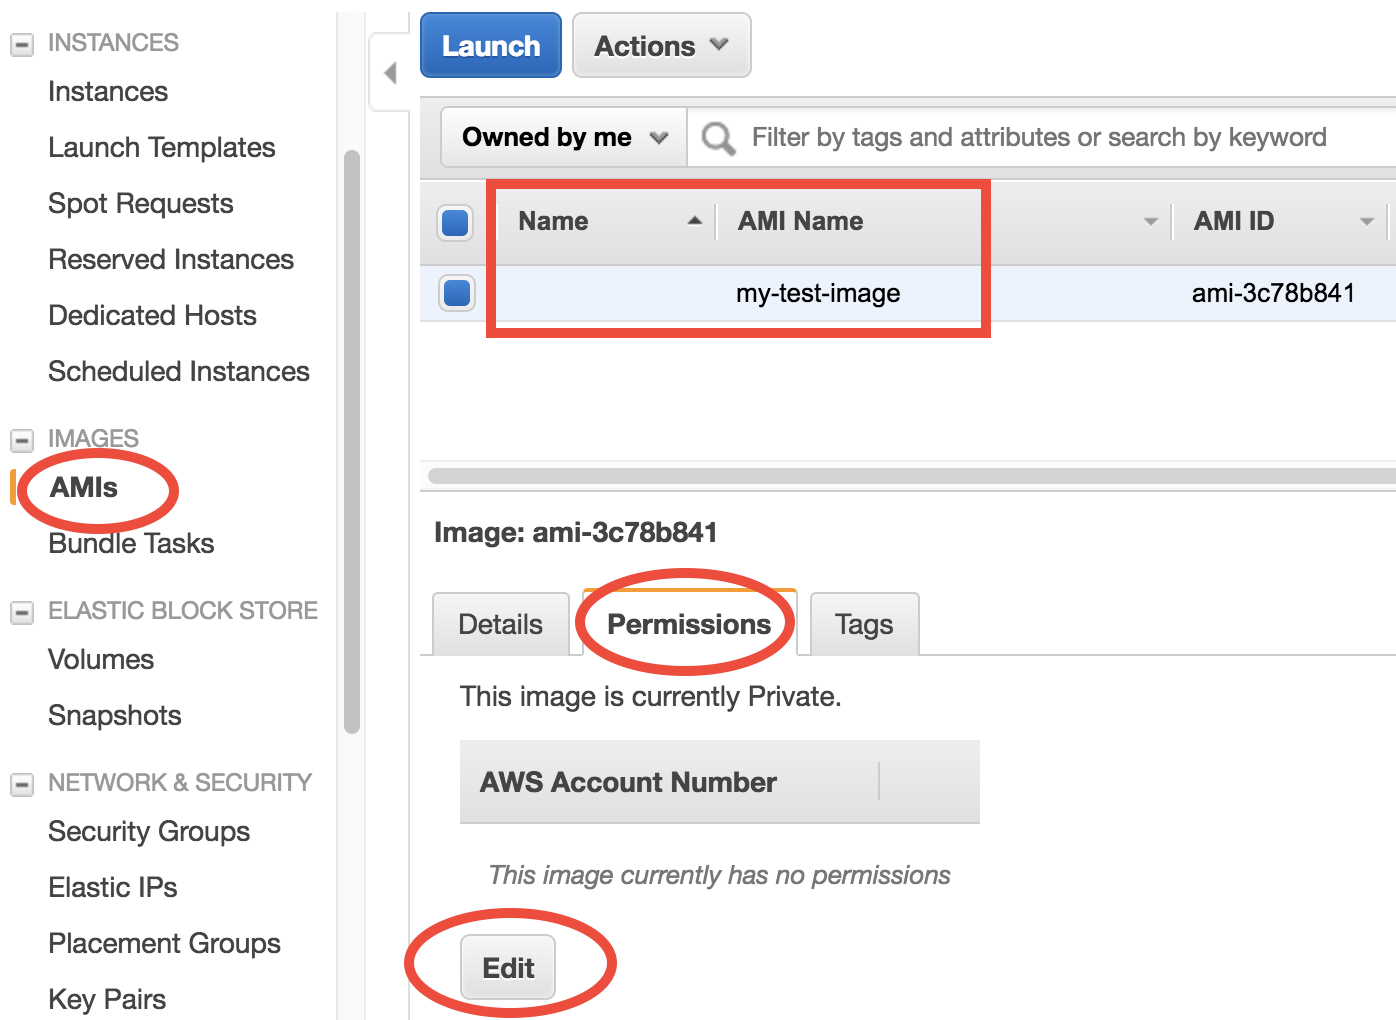 INSTANCES
Instances
Launch Templates
Spot Requests
Reserved Instances
Dedicated Hosts
Scheduled Instances
IMAGES
AMIs
Bundle Tasks
ELASTIC BLOCK STORE
Volumes
Snapshots
NETWORK & SECURITY
Security Groups
Elastic IPs
Placement Groups
Key Pairs
Launch Actions
Owned by me Filter by tags and attributes or search by keyword
Name AMI Name AMI ID
my-test-image ami-3c78b841
Image: ami-3c78b841
Details Permissions Tags
This image is currently Private.
AWS Account Number
This image currently has no permissions
Edit